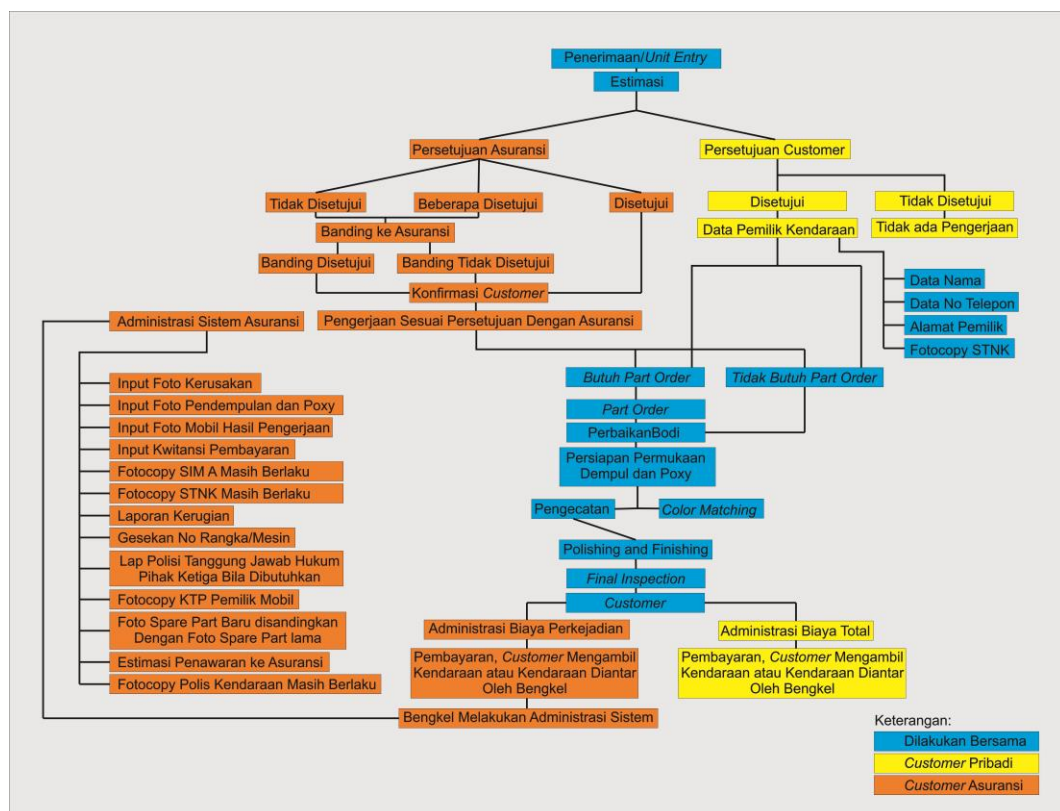 Penerimaan/Unit Entry
Estimasi
Persetujuan Asuransi
Persetujuan Customer
Tidak Disetujui
Beberapa Disetujui
Disetujui
Disetujui
Tidak Disetujui
Banding ke Asuransi
Data Pemilik Kendaraan
Tidak ada Pengerjaan
Banding Disetujui
Banding Tidak Disetujui
Data Nama
Konfirmasi Customer
Data No Telepon
Administrasi Sistem Asuransi
Pengerjaan Sesuai Persetujuan Dengan Asuransi
Alamat Pemilik
Fotocopy STNK
Butuh Part Order
Tidak Butuh Part Order
Input Foto Kerusakan
Input Foto Pendempulan dan Poxy
Input Foto Mobil Hasil Pengerjaan
Input Kwitansi Pembayaran
Fotocopy SIM A Masih Berlaku
Fotocopy STNK Masih Berlaku
Laporan Kerugian
Gesekan No Rangka/Mesin
Lap Polisi Tanggung Jawab Hukum
Pihak Ketiga Bila Dibutuhkan
Fotocopy KTP Pemilik Mobil
Foto Spare Part Baru disandingkan
Dengan Foto Spare Part lama
Estimasi Penawaran ke Asuransi
Fotocopy Polis Kendaraan Masih Berlaku
Part Order
PerbaikanBodi
Persiapan Permukaan
Dempul dan Poxy
Pengecatan
Color Matching
Polishing and Finishing
Final Inspection
Customer
Administrasi Biaya Perkejadian
Administrasi Biaya Total
Pembayaran, Customer Mengambil
Kendaraan atau Kendaraan Diantar
Oleh Bengkel
Pembayaran, Customer Mengambil
Kendaraan atau Kendaraan Diantar
Oleh Bengkel
Bengkel Melakukan Administrasi Sistem
Keterangan:
Dilakukan Bersama
Customer Pribadi
Customer Asuransi